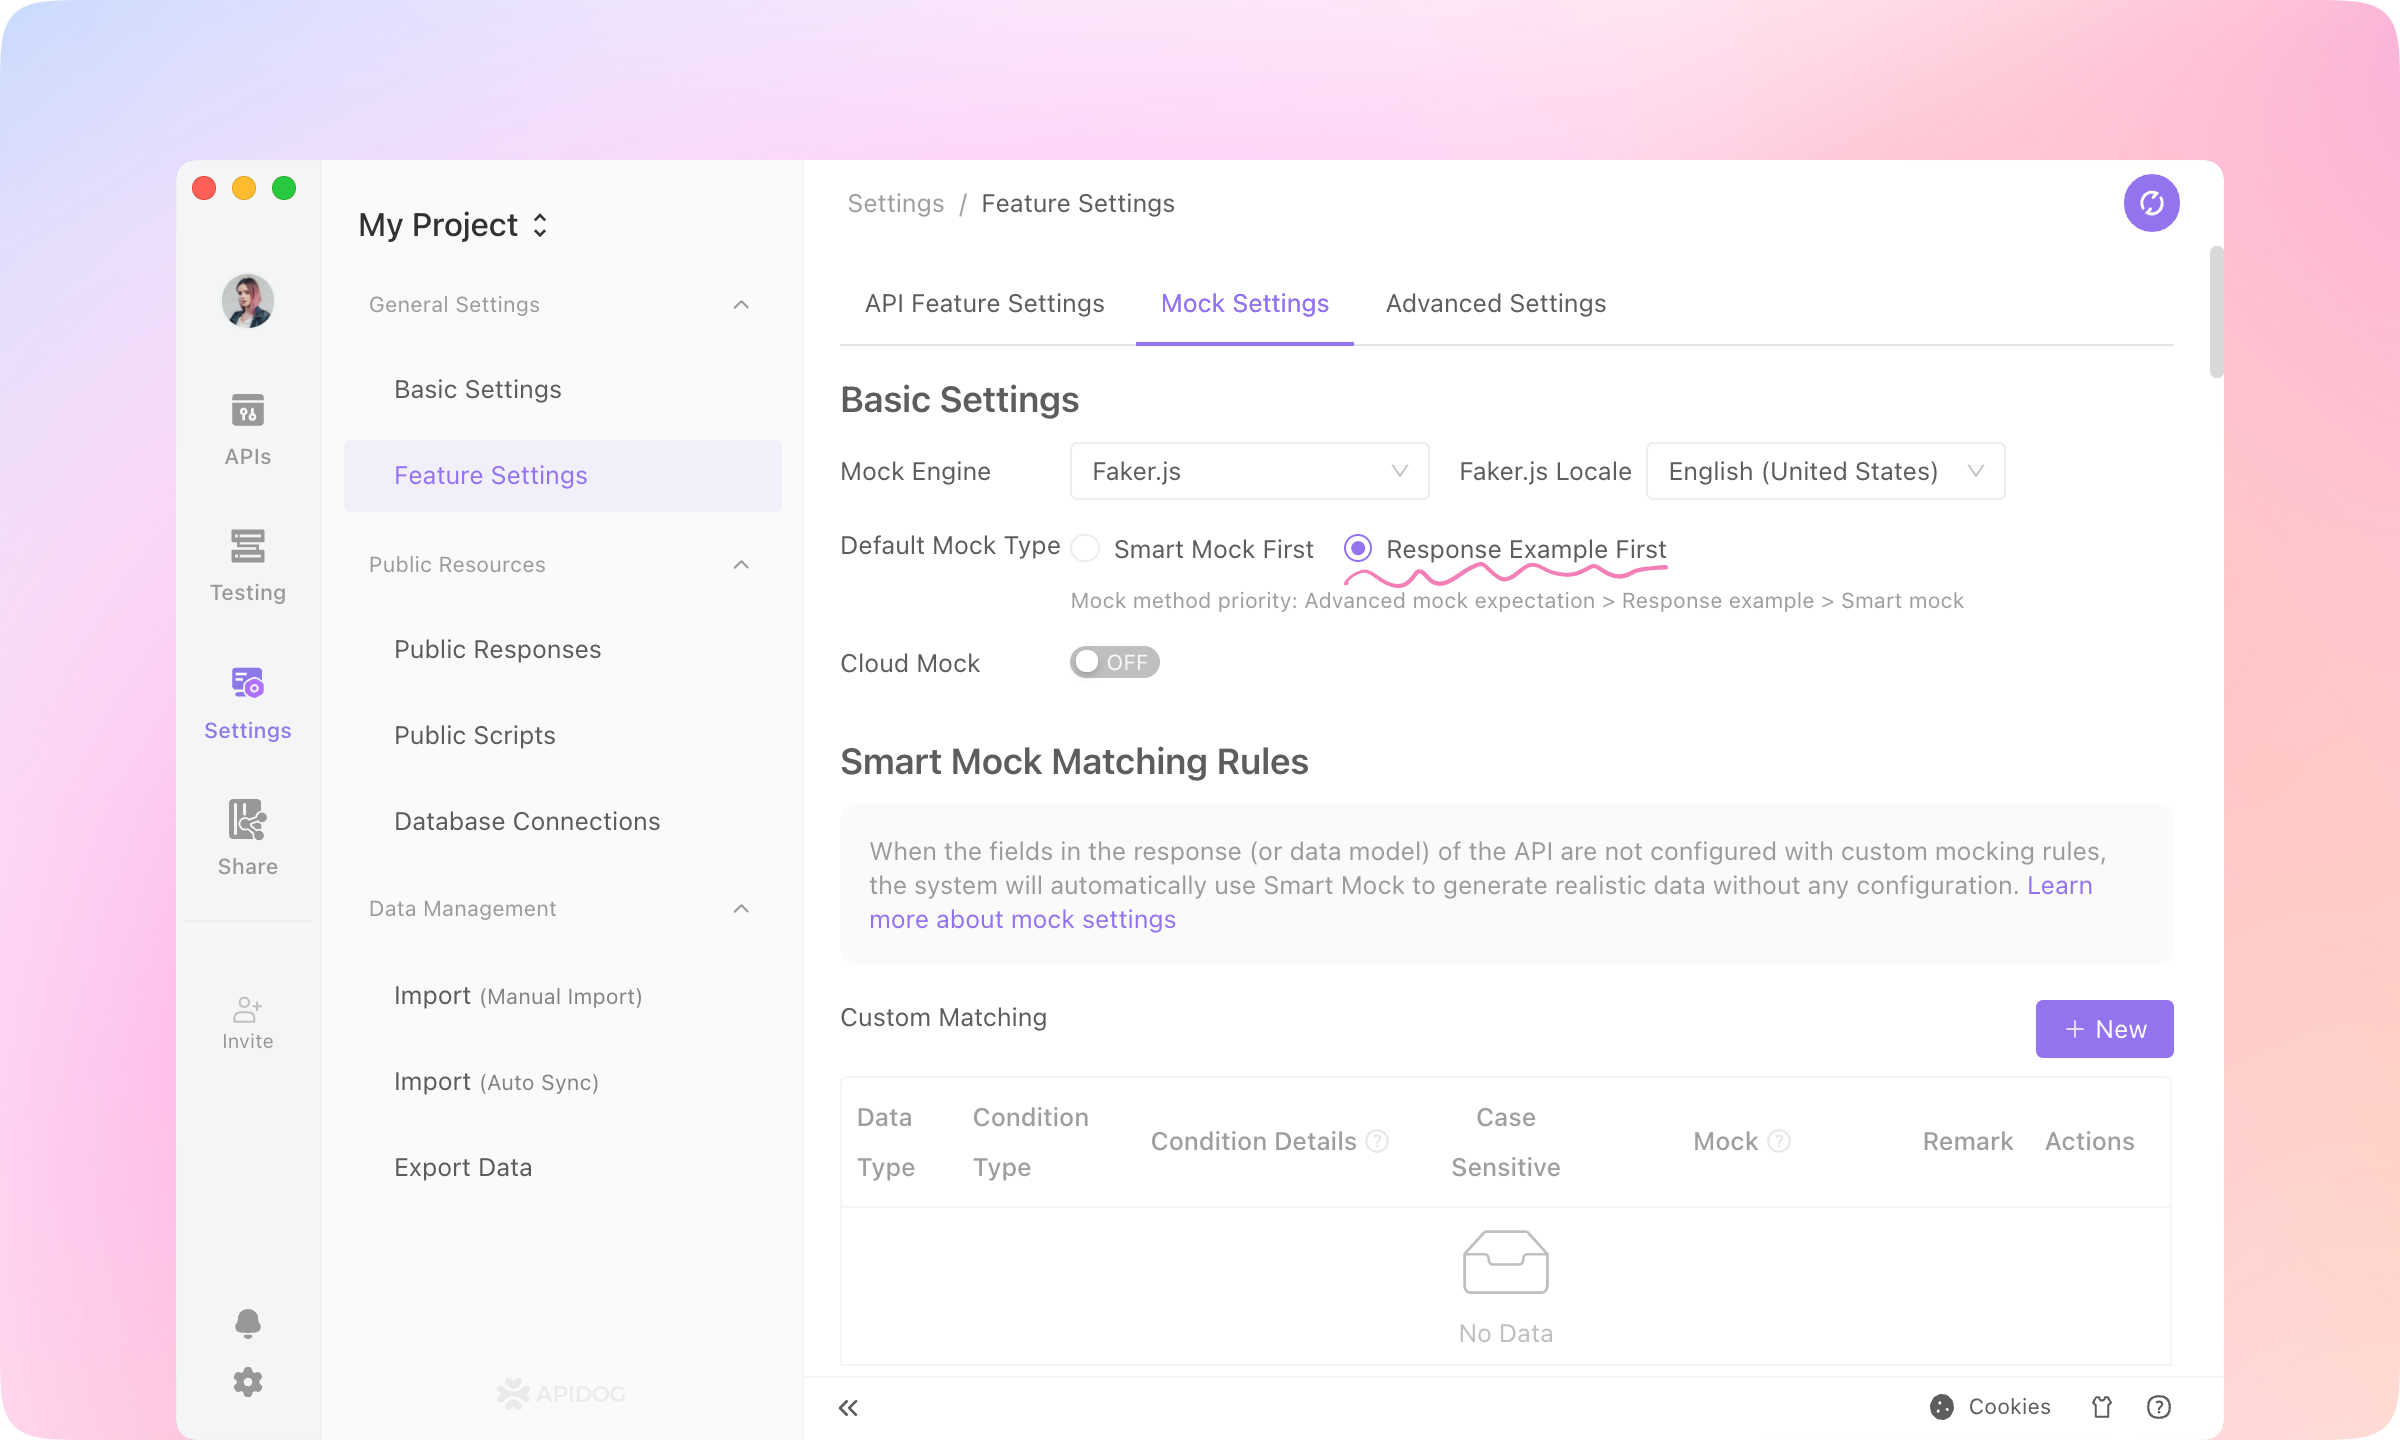 My Project
General Settings
Basic Settings
Feature Settings
Public Resources
Public Responses
Public Scripts
Database Connections
Data Management
Import (Manual Import)
Import (Auto Sync)
Export Data
APIDOG
APIs
Testing
Settings
Share
Invite
Settings / Feature Settings
API Feature Settings
Mock Settings
Advanced Settings
Basic Settings
Mock Engine
Faker.js
Faker.js Locale
English (United States)
Default Mock Type
Smart Mock First
Response Example First
Mock method priority: Advanced mock expectation > Response example > Smart mock
Cloud Mock
OFF
Smart Mock Matching Rules
When the fields in the response (or data model) of the API are not configured with custom mocking rules,
the system will automatically use Smart Mock to generate realistic data without any configuration. Learn
more about mock settings
Custom Matching
+ New
Data
Type
Condition
Type
Condition Details
Case
Sensitive
Mock
Remark
Actions
No Data
Cookies